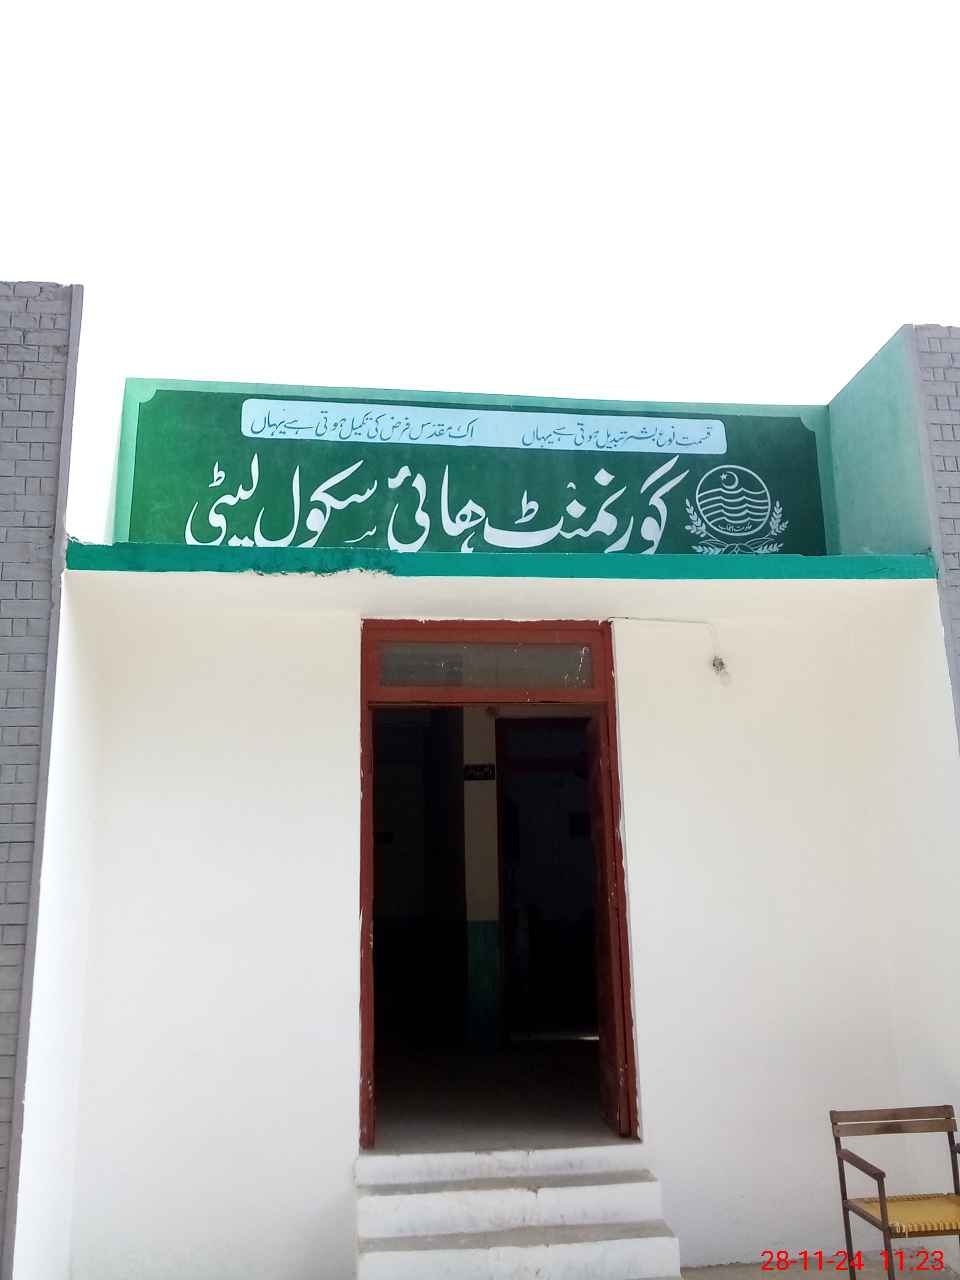 قسمت نوع بشر تبدیل ہوتی ہے یہاں اک مقدس فرض کی تکمیل ہوتی ہے یہاں
گورنمنٹ ھائی سکول لیٹی
28-11-24 11:23